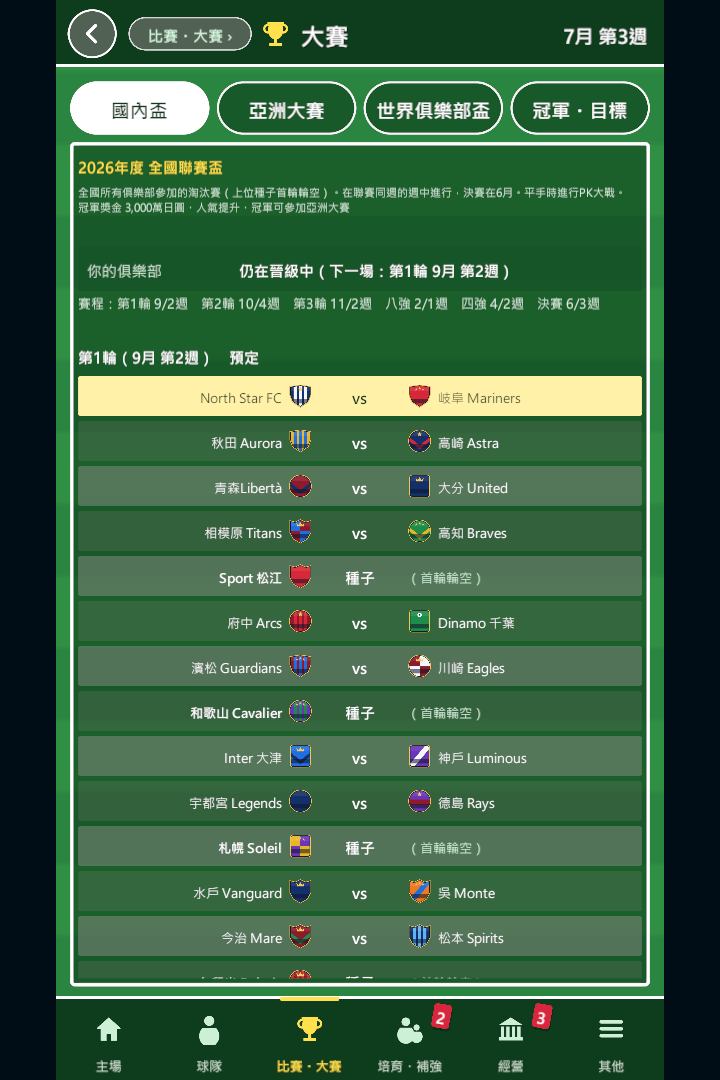 比賽・大賽 ›
大賽
7月 第3週
國內盃
亞洲大賽
世界俱樂部盃
冠軍・目標
2026年度 全國聯賽盃
全國所有俱樂部參加的淘汰賽（上位種子首輪輪空）。在聯賽同週的週中進行，決賽在6月。平手時進行PK大戰。
冠軍獎金 3,000萬日圓，人氣提升，冠軍可參加亞洲大賽
你的俱樂部 仍在晉級中（下一場：第1輪 9月 第2週）
賽程：第1輪 9/2週 第2輪 10/4週 第3輪 11/2週 八強 2/1週 四強 4/2週 決賽 6/3週
第1輪（9月 第2週） 預定
North Star FC vs 岐阜 Mariners
秋田 Aurora vs 高崎 Astra
青森Libertà vs 大分 United
相模原 Titans vs 高知 Braves
Sport 松江 種子 （首輪輪空）
府中 Arcs vs Dinamo 千葉
濱松 Guardians vs 川崎 Eagles
和歌山 Cavalier 種子 （首輪輪空）
Inter 大津 vs 神戶 Luminous
宇都宮 Legends vs 德島 Rays
札幌 Soleil 種子 （首輪輪空）
水戶 Vanguard vs 吳 Monte
今治 Mare vs 松本 Spirits
2
3
主場
球隊
比賽・大賽
培育・補強
經營
其他